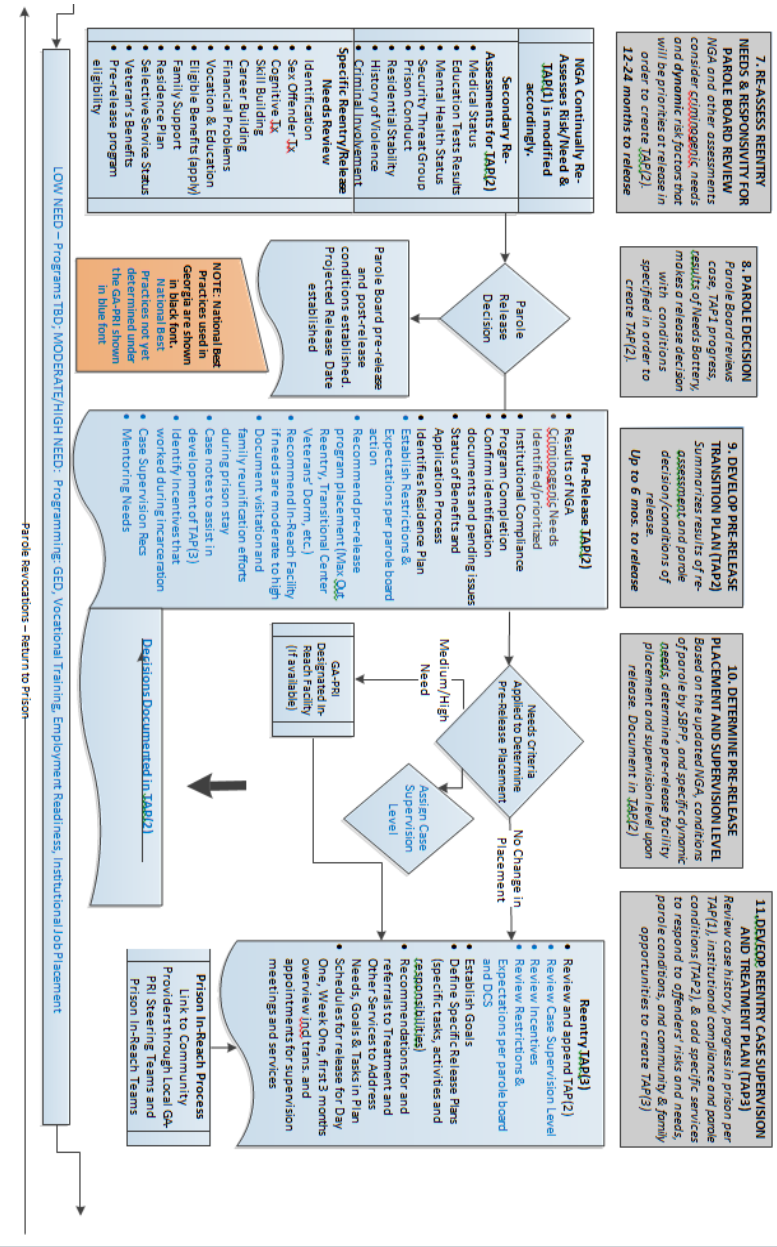 7. RE-ASSESS REENTRY
NEEDS & RESPONSIVITY FOR
PAROLE BOARD REVIEW
NGA and other assessments
consider criminogenic needs
and dynamic risk factors that
will be priorities at release in
order to create TAP(2).
12-24 months to release
8. PAROLE DECISION
Parole Board reviews
case, TAP1 progress,
results of Needs Battery,
makes a release decision
with conditions
specified in order to
create TAP(2).
9. DEVELOP PRE-RELEASE
TRANSITION PLAN (TAP2)
Summarizes results of re-
assessment and parole
decision/conditions of
release.
Up to 6 mos. to release
10. DETERMINE PRE-RELEASE
PLACEMENT AND SUPERVISION LEVEL
Based on the updated NGA, conditions
of parole by SBPP, and specific dynamic
needs, determine pre-release facility
placement and supervision level upon
release. Document in TAP(2)
11.DEVEOP REENTRY CASE SUPERVISION
AND TREATMENT PLAN (TAP3)
Review case history, progress in prison per
TAP(1), institutional compliance and parole
conditions (TAP2), & add specific services
to respond to offenders' risks and needs,
parole conditions, and community & family
opportunities to create TAP(3)
NGA Continually Re-
Assesses Risk/Need &
TAP(1) is modified
accordingly.
Secondary Re-
Assessments for TAP(2)
• Medical Status
• Education Tests Results
• Mental Health Status
• Security Threat Group
• Prison Conduct
• Residential Stability
• History of Violence
• Criminal Involvement
Specific Reentry/Release
Needs Review
• Identification
• Sex Offender Tx
• Cognitive Tx
• Skill Building
• Career Building
• Financial Problems
• Vocation & Education
• Eligible Benefits (apply)
• Family Support
• Residence Plan
• Selective Service Status
• Veteran's Benefits
• Pre-release program
eligibility
Parole
Release
Decision
Parole Board pre-release
and post-release
conditions established.
Projected Release Date
established
NOTE: National Best
Practices used in
Georgia are shown
in black font.
National Best
Practices not yet
determined under
the GA-PRI shown
in blue font
Pre-Release TAP(2)
• Results of NGA
• Criminogenic Needs
Identified/prioritized
• Institutional Compliance
• Program Completion
• Confirm identification
documents and pending issues
• Status of Benefits and
Application Process
• Identifies Residence Plan
• Establish Restrictions &
Expectations per parole board
action
• Recommend pre-release
program placement (Max Out
Reentry, Transitional Center
Veterans' Dorm, etc.)
• Recommend In-Reach Facility
if needs are moderate to high
• Document visitation and
family reunification efforts
during prison stay
• Case notes to assist in
development of TAP(3)
• Identify Incentives that
worked during incarceration
• Case Supervision Recs
• Mentoring Needs
Needs Criteria
Applied to Determine
Pre-Release Placement
Medium/High
Need
No Change in
Placement
GA-PRI
Designated In-
Reach Facility
(If available)
Assign Case
Supervision
Level
Decisions Documented in TAP(2)
Reentry TAP(3)
• Review and append TAP(2)
• Review Case Supervision Level
• Review Incentives
• Review Restrictions &
Expectations per parole board
and DCS
• Establish Goals
• Define Specific Release Plans
(specific tasks, activities and
responsibilities)
• Recommendations for and
referrals to Treatment and
Other Services to Address
Needs, Goals & Tasks in Plan
• Schedules for release for Day
One, Week One, first 3 months
overview incl trans. and
appointments for supervision
meetings and services
Prison In-Reach Process
Link to Community
Providers through Local GA-
PRI Steering Teams and
Prison In-Reach Teams
LOW NEED – Programs TBD; MODERATE/HIGH NEED: Programming: GED, Vocational Training, Employment Readiness, Institutional Job Placement
Parole Revocations – Return to Prison